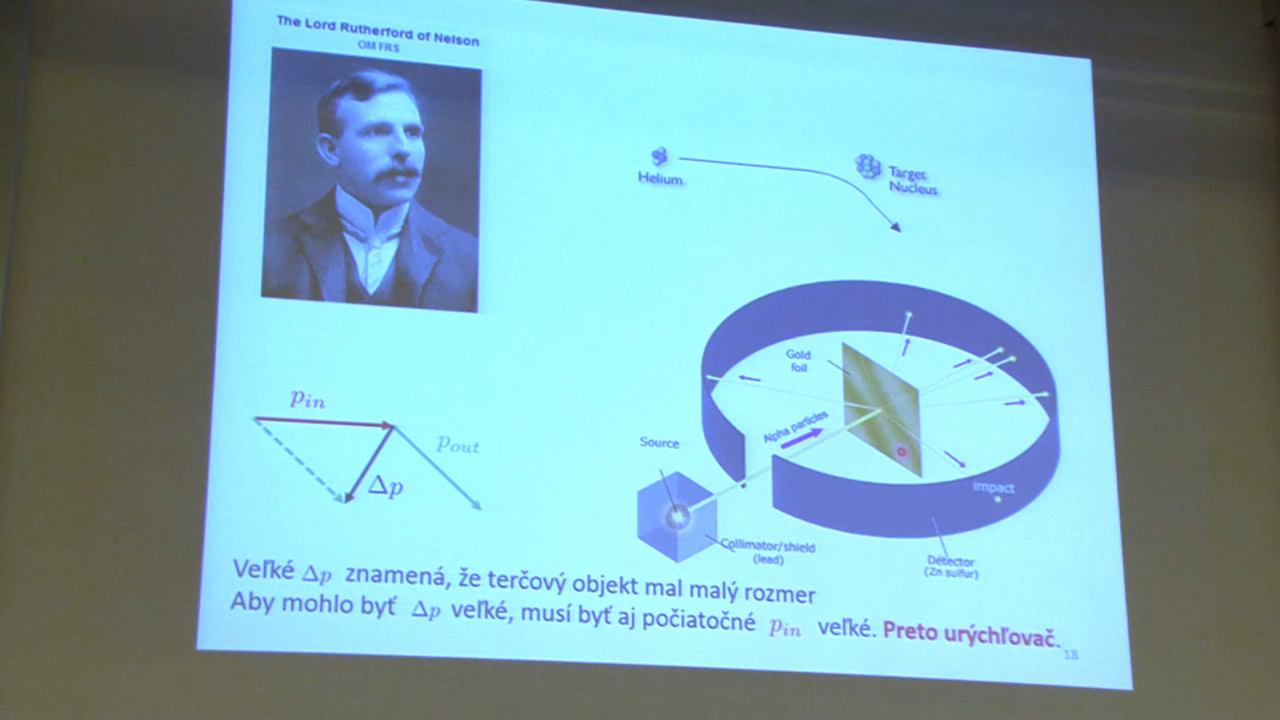 The Lord Rutherford of Nelson
OM FRS
Helium
Target
Nucleus
Gold
foil
Alpha particles
Source
impact
Collimator/shield
(lead)
Detector
(Zn sulfur)
p_in
p_out
Δp
Veľké Δp znamená, že terčový objekt mal malý rozmer
Aby mohlo byť Δp veľké, musí byť aj počiatočné p_in veľké. Preto urýchľovač.
18